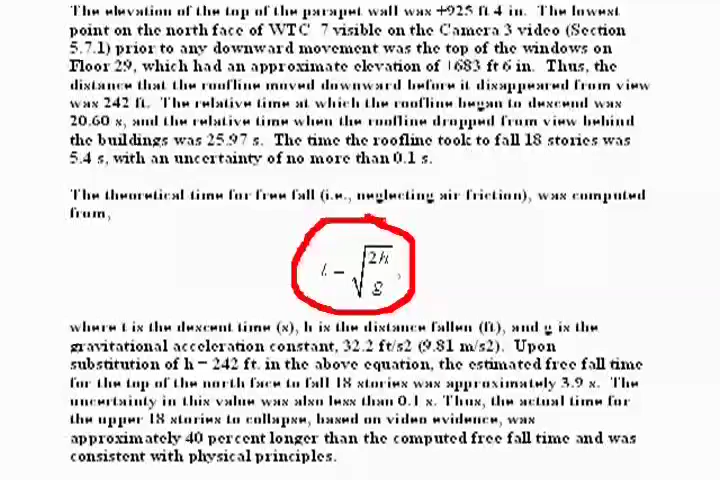 The elevation of the top of the parapet wall was +925 ft 4 in. The lowest
point on the north face of WTC 7 visible on the Camera 3 video (Section
5.7.1) prior to any downward movement was the top of the windows on
Floor 29, which had an approximate elevation of +683 ft 6 in. Thus, the
distance that the roofline moved downward before it disappeared from view
was 242 ft. The relative time at which the roofline began to descend was
20.60 s, and the relative time when the roofline dropped from view behind
the buildings was 25.97 s. The time the roofline took to fall 18 stories was
5.4 s, with an uncertainty of no more than 0.1 s.
The theoretical time for free fall (i.e., neglecting air friction), was computed
from,
t = √(2h/g),
where t is the descent time (s), h is the distance fallen (ft), and g is the
gravitational acceleration constant, 32.2 ft/s2 (9.81 m/s2). Upon
substitution of h = 242 ft. in the above equation, the estimated free fall time
for the top of the north face to fall 18 stories was approximately 3.9 s. The
uncertainty in this value was also less than 0.1 s. Thus, the actual time for
the upper 18 stories to collapse, based on video evidence, was
approximately 40 percent longer than the computed free fall time and was
consistent with physical principles.